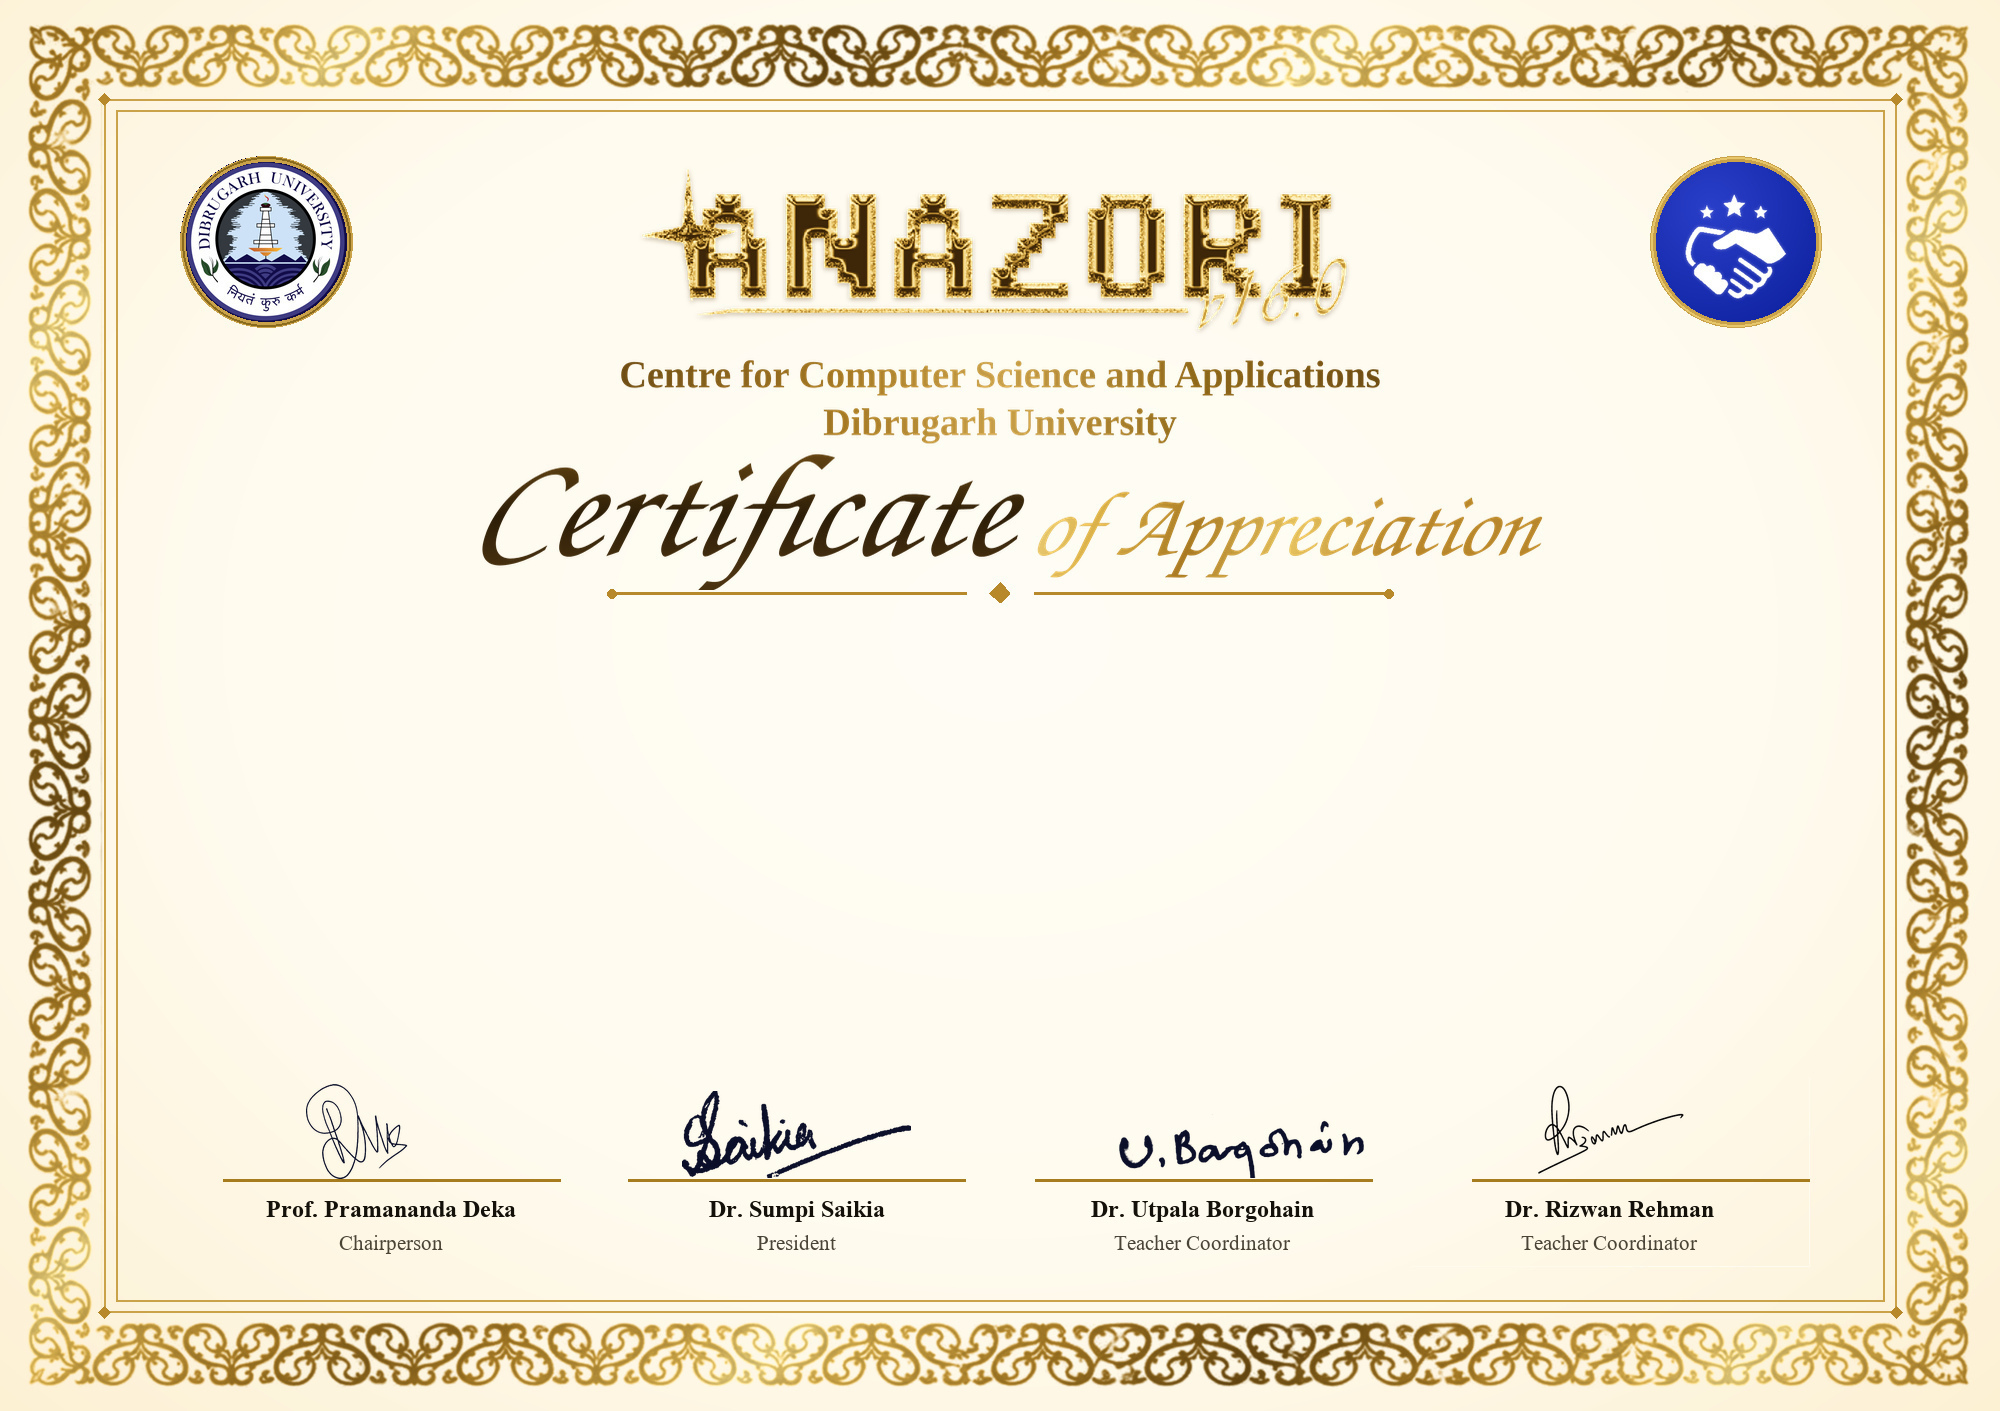 DIBRUGARH UNIVERSITY
नियतं कुरु कर्म
ANAZORI
v16.0
Centre for Computer Science and Applications
Dibrugarh University
Certificate of Appreciation
Saikia
U. Borgohain
Prof. Pramananda Deka
Dr. Sumpi Saikia
Dr. Utpala Borgohain
Dr. Rizwan Rehman
Chairperson
President
Teacher Coordinator
Teacher Coordinator